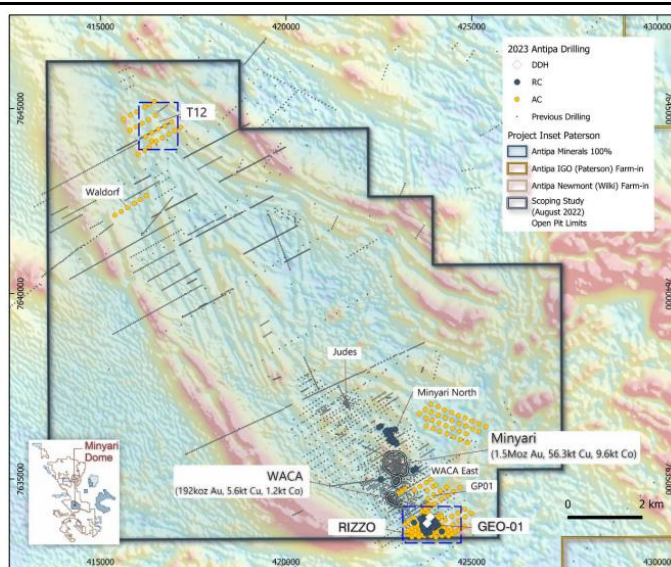 415000
420000
425000
430000
7645000
7645000
2023 Antipa Drilling
DDH
RC
AC
Previous Drilling
Project Inset Paterson
Antipa Minerals 100%
Antipa IGO (Paterson) Farm-in
Antipa Newmont (Wilki) Farm-in
Scoping Study
(August 2022)
Open Pit Limits
T12
Waldorf
7640000
7640000
Judes
Minyari North
Minyari
(1.5Moz Au, 56.3kt Cu, 9.6kt Co)
Minyari
Dome
WACA
(192koz Au, 5.6kt Cu, 1.2kt Co)
WACA East
GP01
7635000
7635000
RIZZO
GEO-01
0
2 km
415000
420000
425000
430000